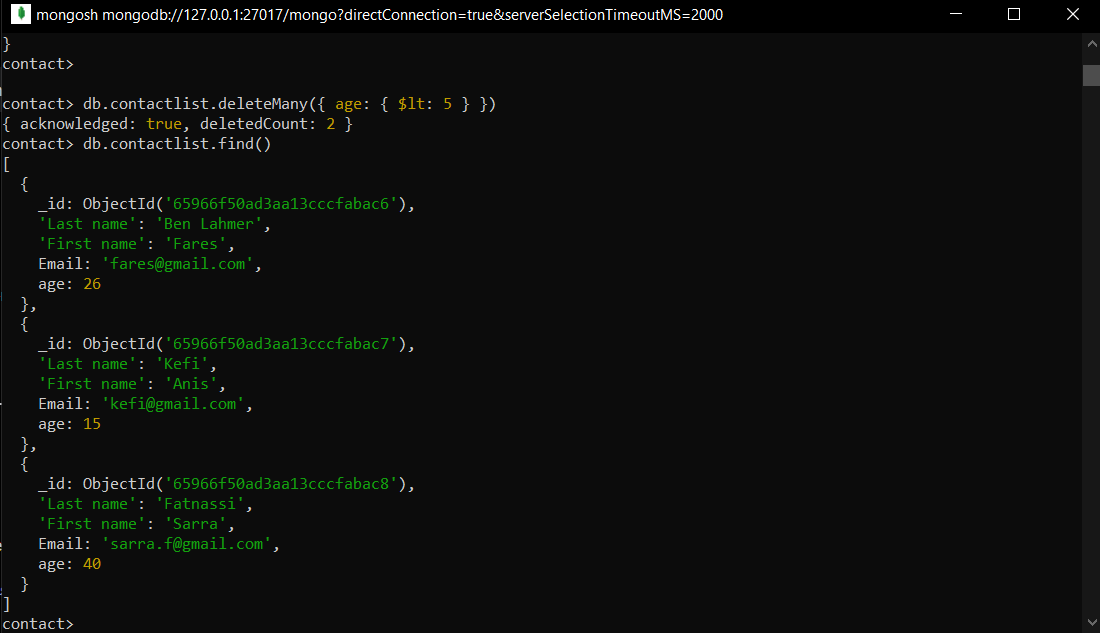 mongosh mongodb://127.0.0.1:27017/mongo?directConnection=true&serverSelectionTimeoutMS=2000
}
contact>
contact> db.contactlist.deleteMany({ age: { $lt: 5 } })
{ acknowledged: true, deletedCount: 2 }
contact> db.contactlist.find()
[
  {
    _id: ObjectId('65966f50ad3aa13cccfabac6'),
    'Last name': 'Ben Lahmer',
    'First name': 'Fares',
    Email: 'fares@gmail.com',
    age: 26
  },
  {
    _id: ObjectId('65966f50ad3aa13cccfabac7'),
    'Last name': 'Kefi',
    'First name': 'Anis',
    Email: 'kefi@gmail.com',
    age: 15
  },
  {
    _id: ObjectId('65966f50ad3aa13cccfabac8'),
    'Last name': 'Fatnassi',
    'First name': 'Sarra',
    Email: 'sarra.f@gmail.com',
    age: 40
  }
]
contact>